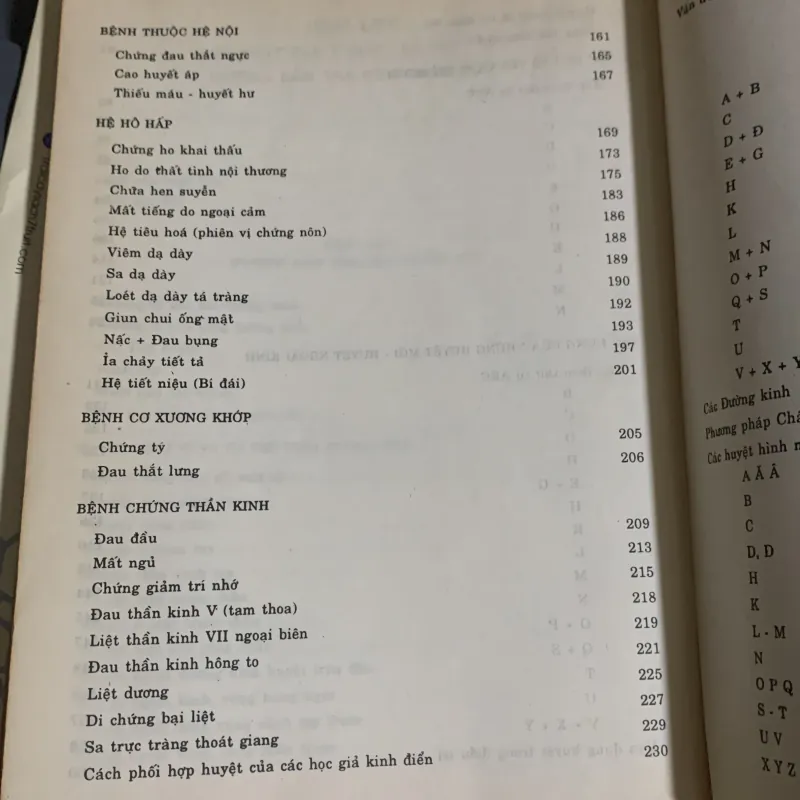 BỆNH THUỘC HỆ NỘI
Chứng đau thắt ngực 161
Cao huyết áp 165
Thiếu máu - huyết hư 167
HỆ HÔ HẤP
Chứng ho khai thấu 169
Ho do thất tình nội thương 173
Chữa hen suyễn 175
Mất tiếng do ngoại cảm 183
Hệ tiêu hoá (phiên vị chứng nôn) 186
Viêm dạ dày 188
Sa dạ dày 189
Loét dạ dày tá tràng 190
Giun chui ống mật 192
Nấc + Đau bụng 193
Ỉa chảy tiết tả 197
Hệ tiết niệu (Bí đái) 201
BỆNH CƠ XƯƠNG KHỚP
Chứng tý 205
Đau thắt lưng 206
BỆNH CHỨNG THẦN KINH
Đau đầu 209
Mất ngủ 213
Chứng giảm trí nhớ 215
Đau thần kinh V (tam thoa) 218
Liệt thần kinh VII ngoại biên 219
Đau thần kinh hông to 221
Liệt dương 225
Di chứng bại liệt 227
Sa trực tràng thoát giang 229
Cách phối hợp huyệt của các học giả kinh điển 230
Vận
A + B
C
D + Đ
E + G
H
K
L
M + N
O + P
Q + S
T
U
V + X + Y
Các Đường kinh
Phương pháp
Các huyệt hình
A Ă Â
B
C
D, Đ
H
K
L - M
N
O P Q
S - T
U V
X Y Z